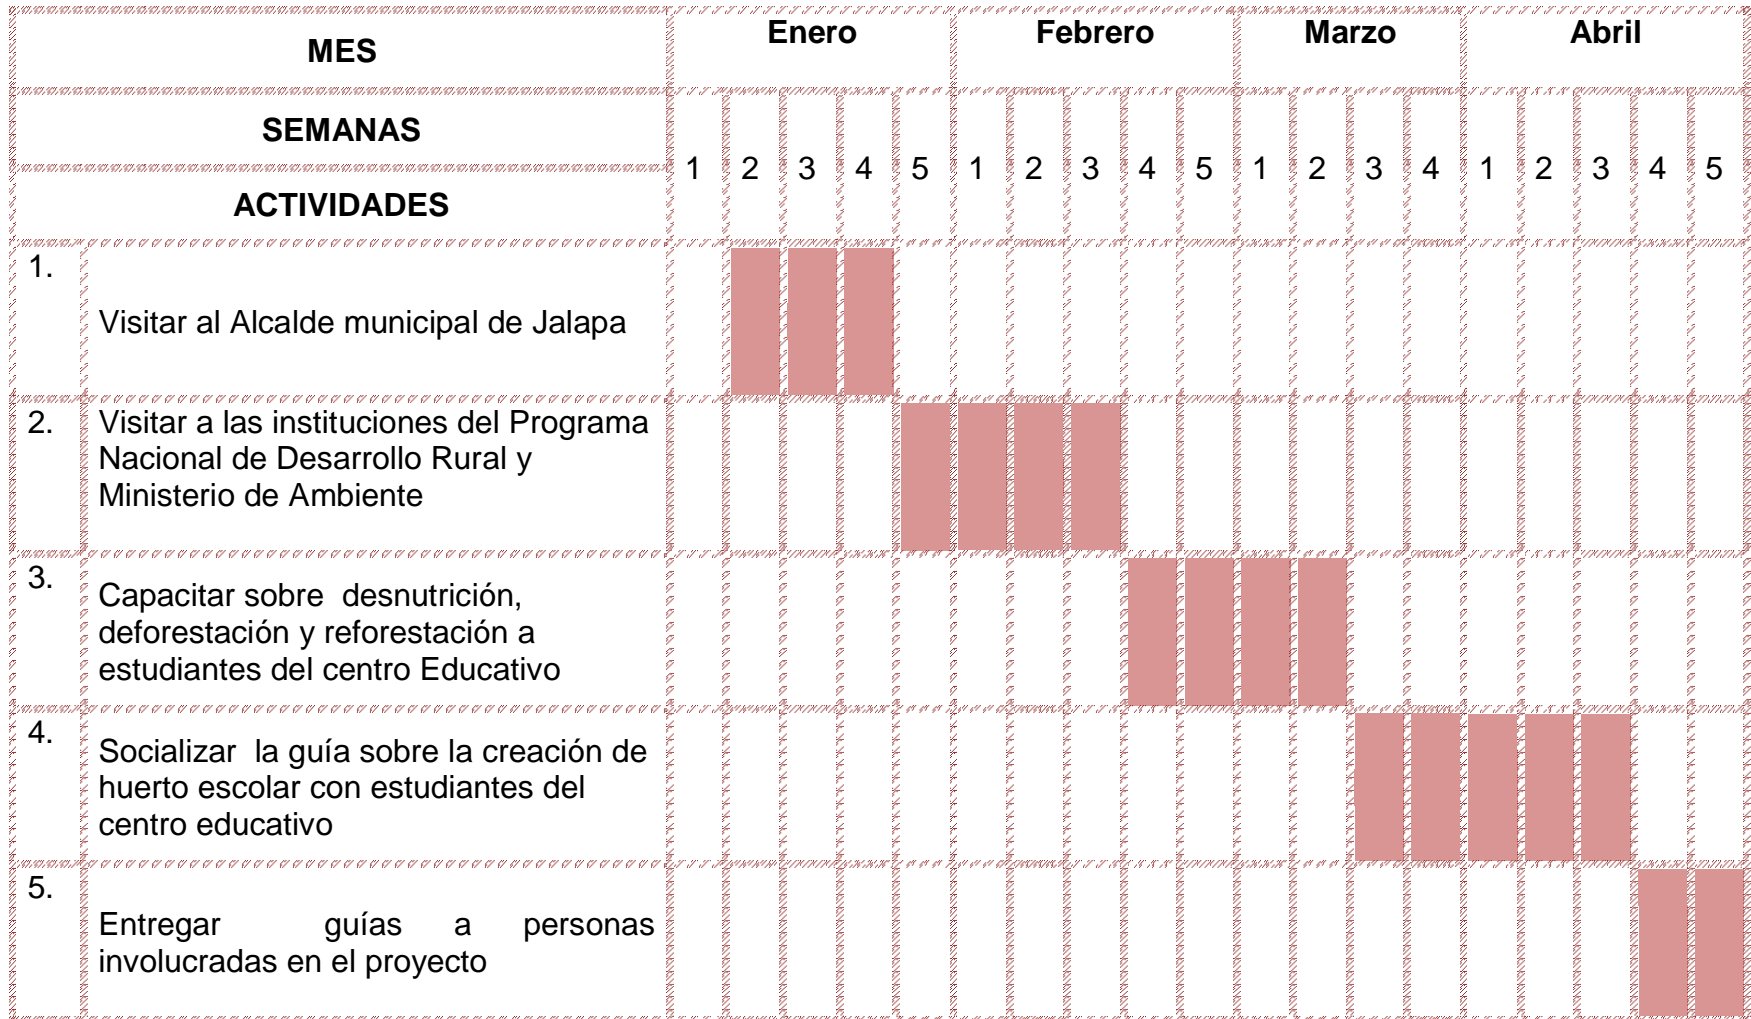 MES Enero Febrero Marzo Abril
SEMANAS
1 2 3 4 5 1 2 3 4 5 1 2 3 4 1 2 3 4 5
ACTIVIDADES
1.
Visitar al Alcalde municipal de Jalapa
2. Visitar a las instituciones del Programa
Nacional de Desarrollo Rural y
Ministerio de Ambiente
3.
Capacitar sobre desnutrición,
deforestación y reforestación a
estudiantes del centro Educativo
4.
Socializar la guía sobre la creación de
huerto escolar con estudiantes del
centro educativo
5.
Entregar guías a personas
involucradas en el proyecto